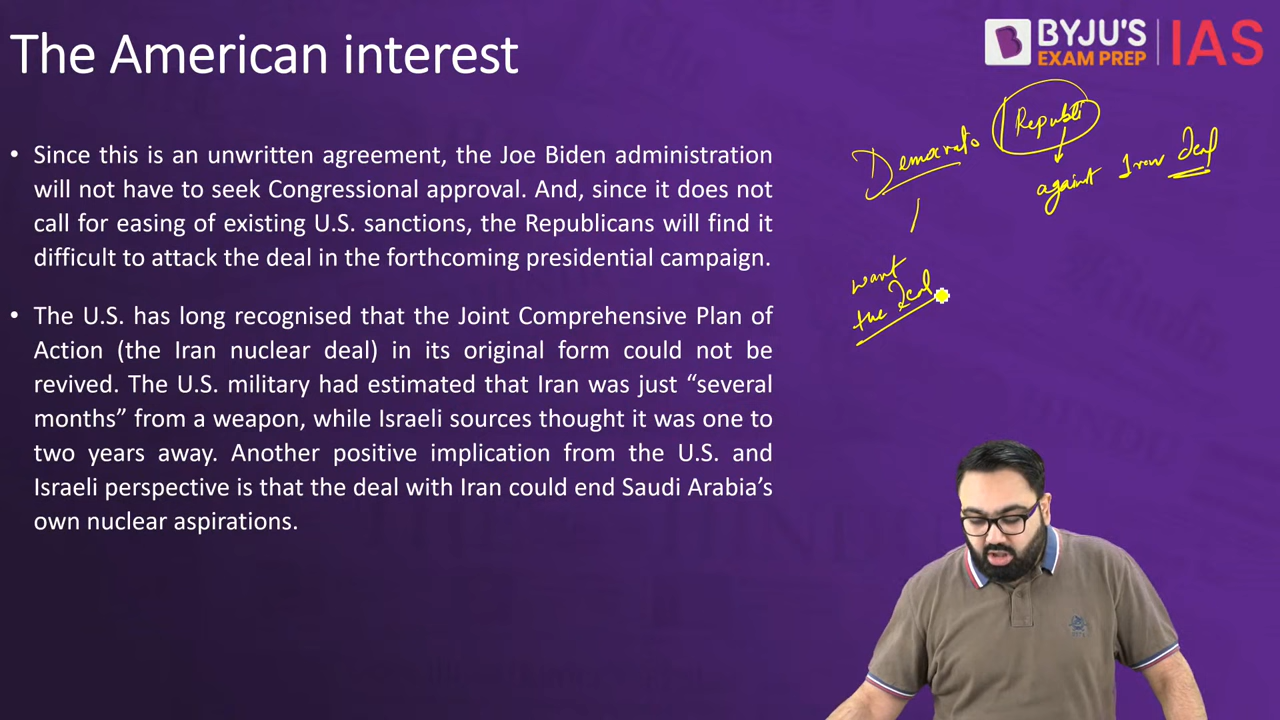 The American interest
BYJU'S
EXAM PREP
IAS
• Since this is an unwritten agreement, the Joe Biden administration
will not have to seek Congressional approval. And, since it does not
call for easing of existing U.S. sanctions, the Republicans will find it
difficult to attack the deal in the forthcoming presidential campaign.
• The U.S. has long recognised that the Joint Comprehensive Plan of
Action (the Iran nuclear deal) in its original form could not be
revived. The U.S. military had estimated that Iran was just “several
months” from a weapon, while Israeli sources thought it was one to
two years away. Another positive implication from the U.S. and
Israeli perspective is that the deal with Iran could end Saudi Arabia’s
own nuclear aspirations.
Democrats
Republi
against Iran Deal
want
the Deal